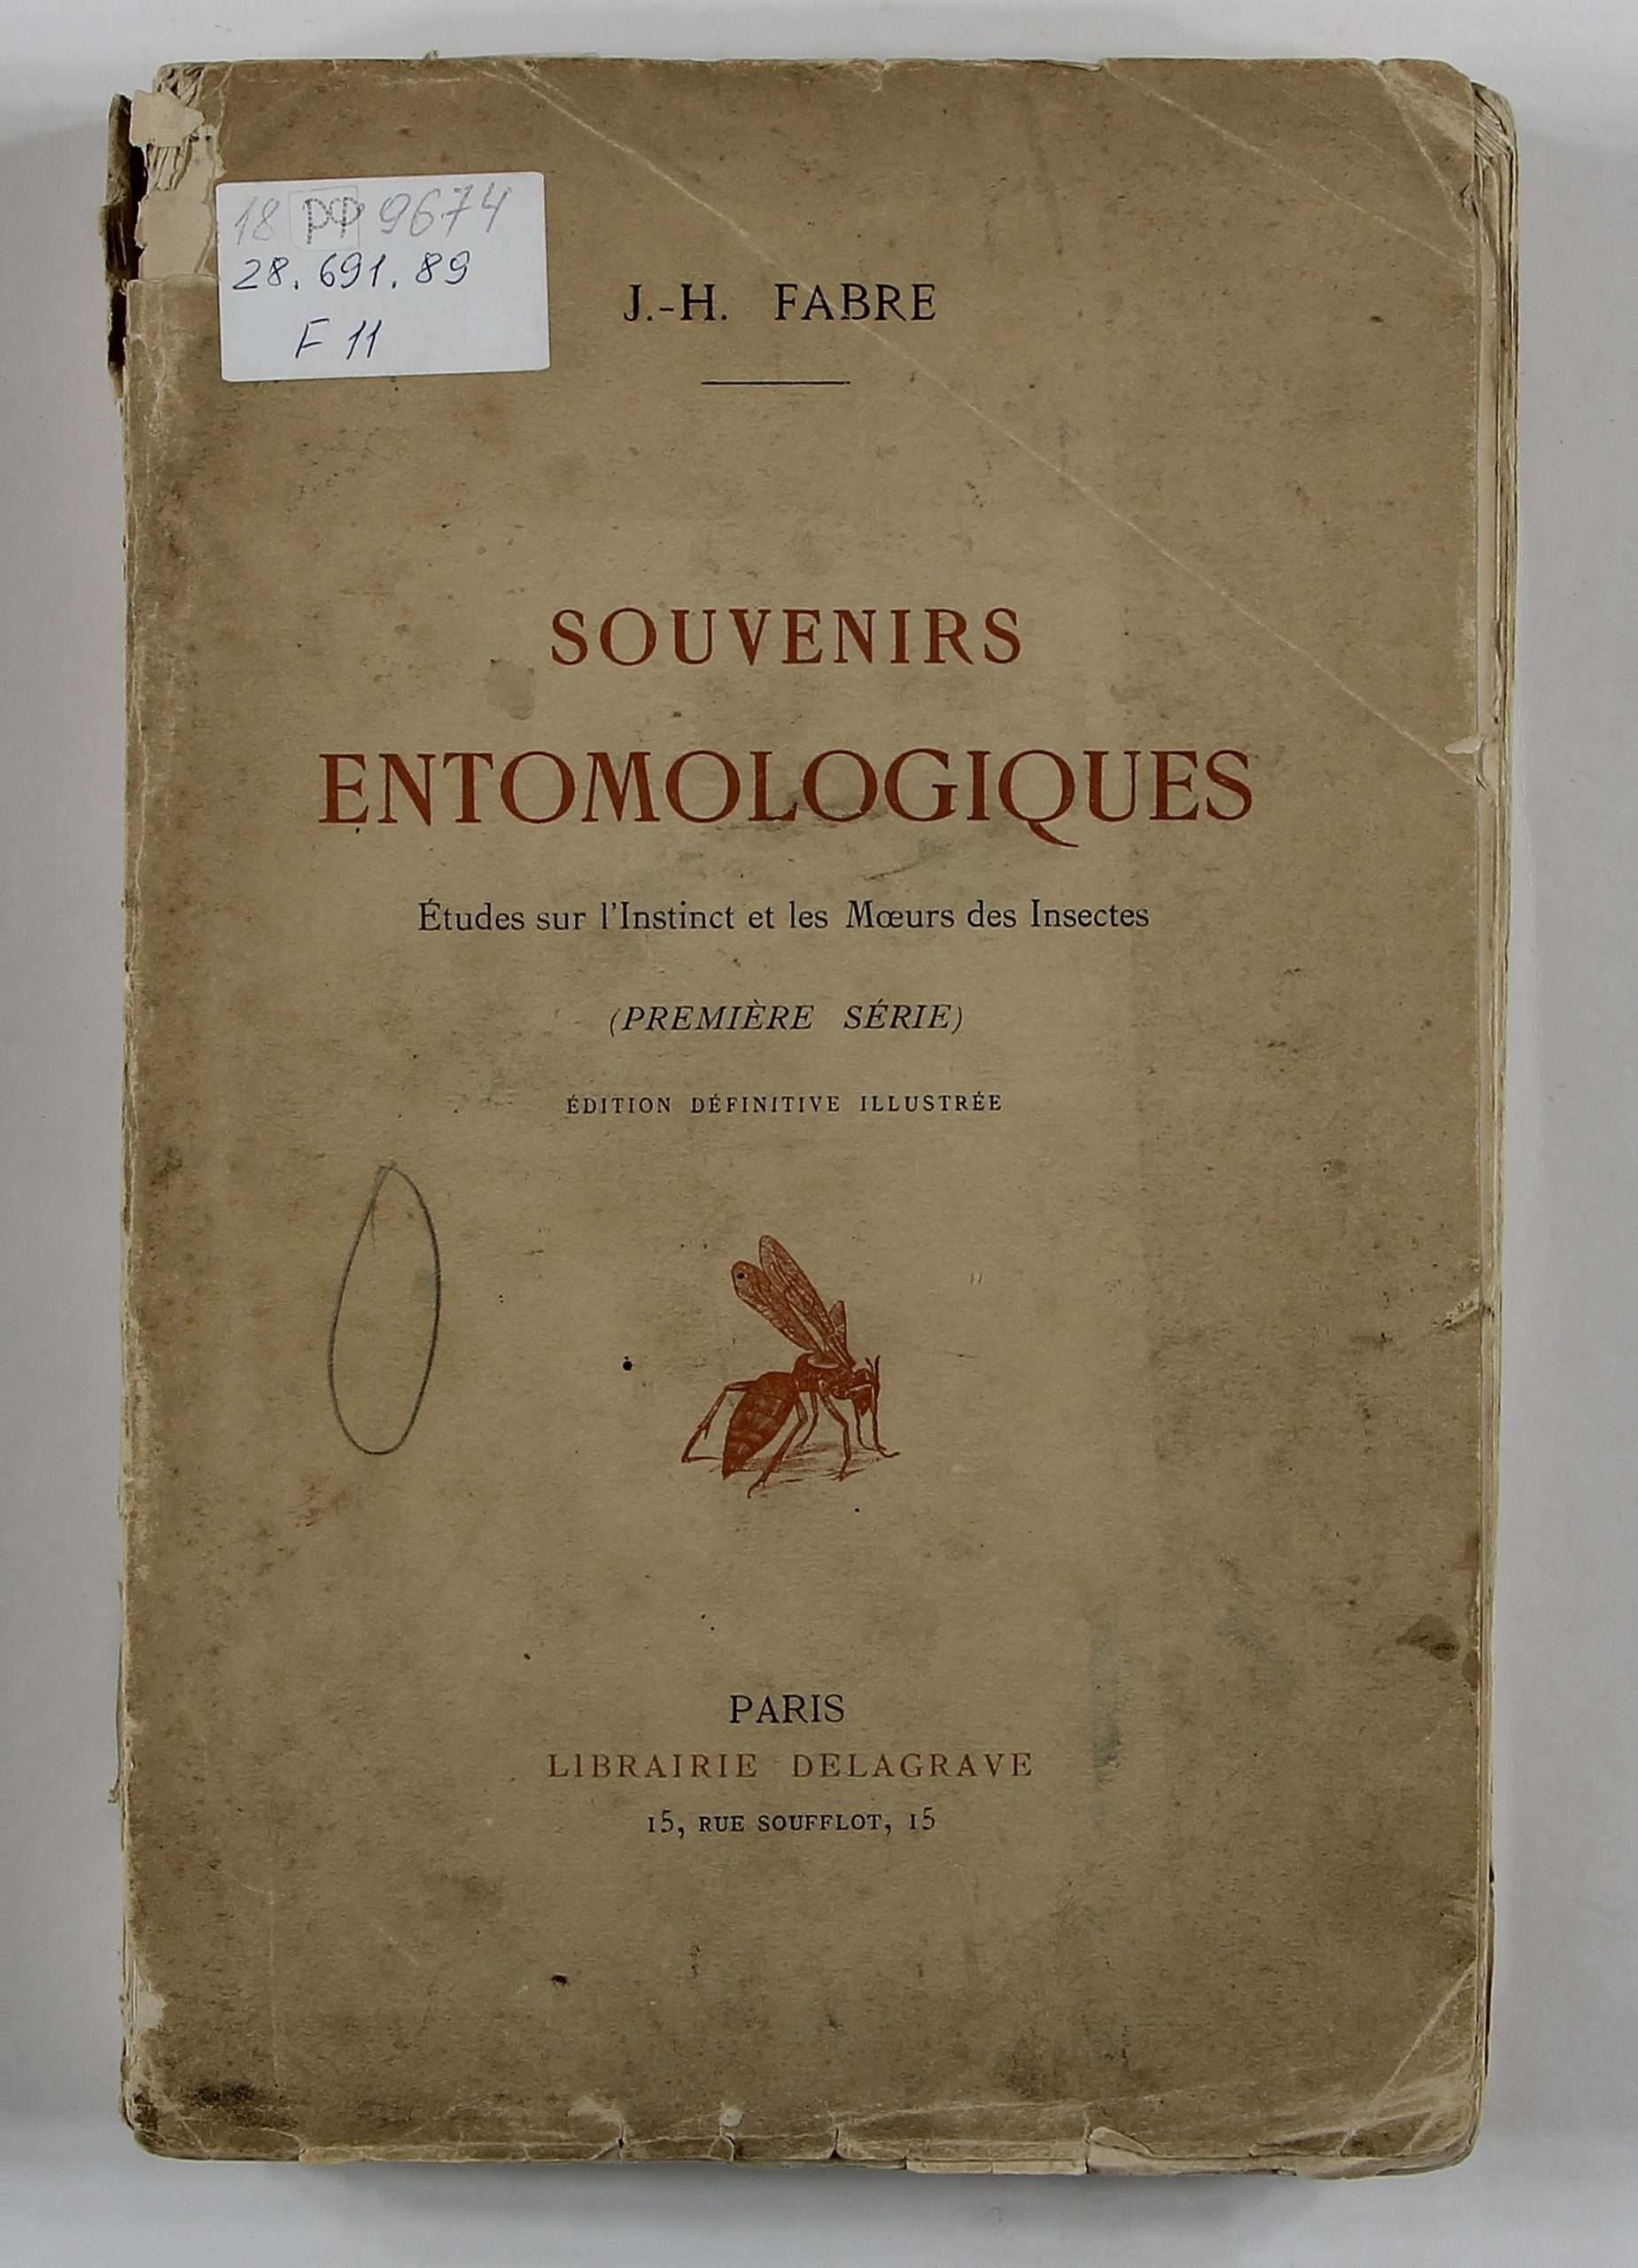 18 РФ 9674
28.691.89
F 11
J.-H. FABRE
SOUVENIRS
ENTOMOLOGIQUES
Études sur l'Instinct et les Mœurs des Insectes
(PREMIÈRE SÉRIE)
ÉDITION DÉFINITIVE ILLUSTRÉE
PARIS
LIBRAIRIE DELAGRAVE
15, RUE SOUFFLOT, 15